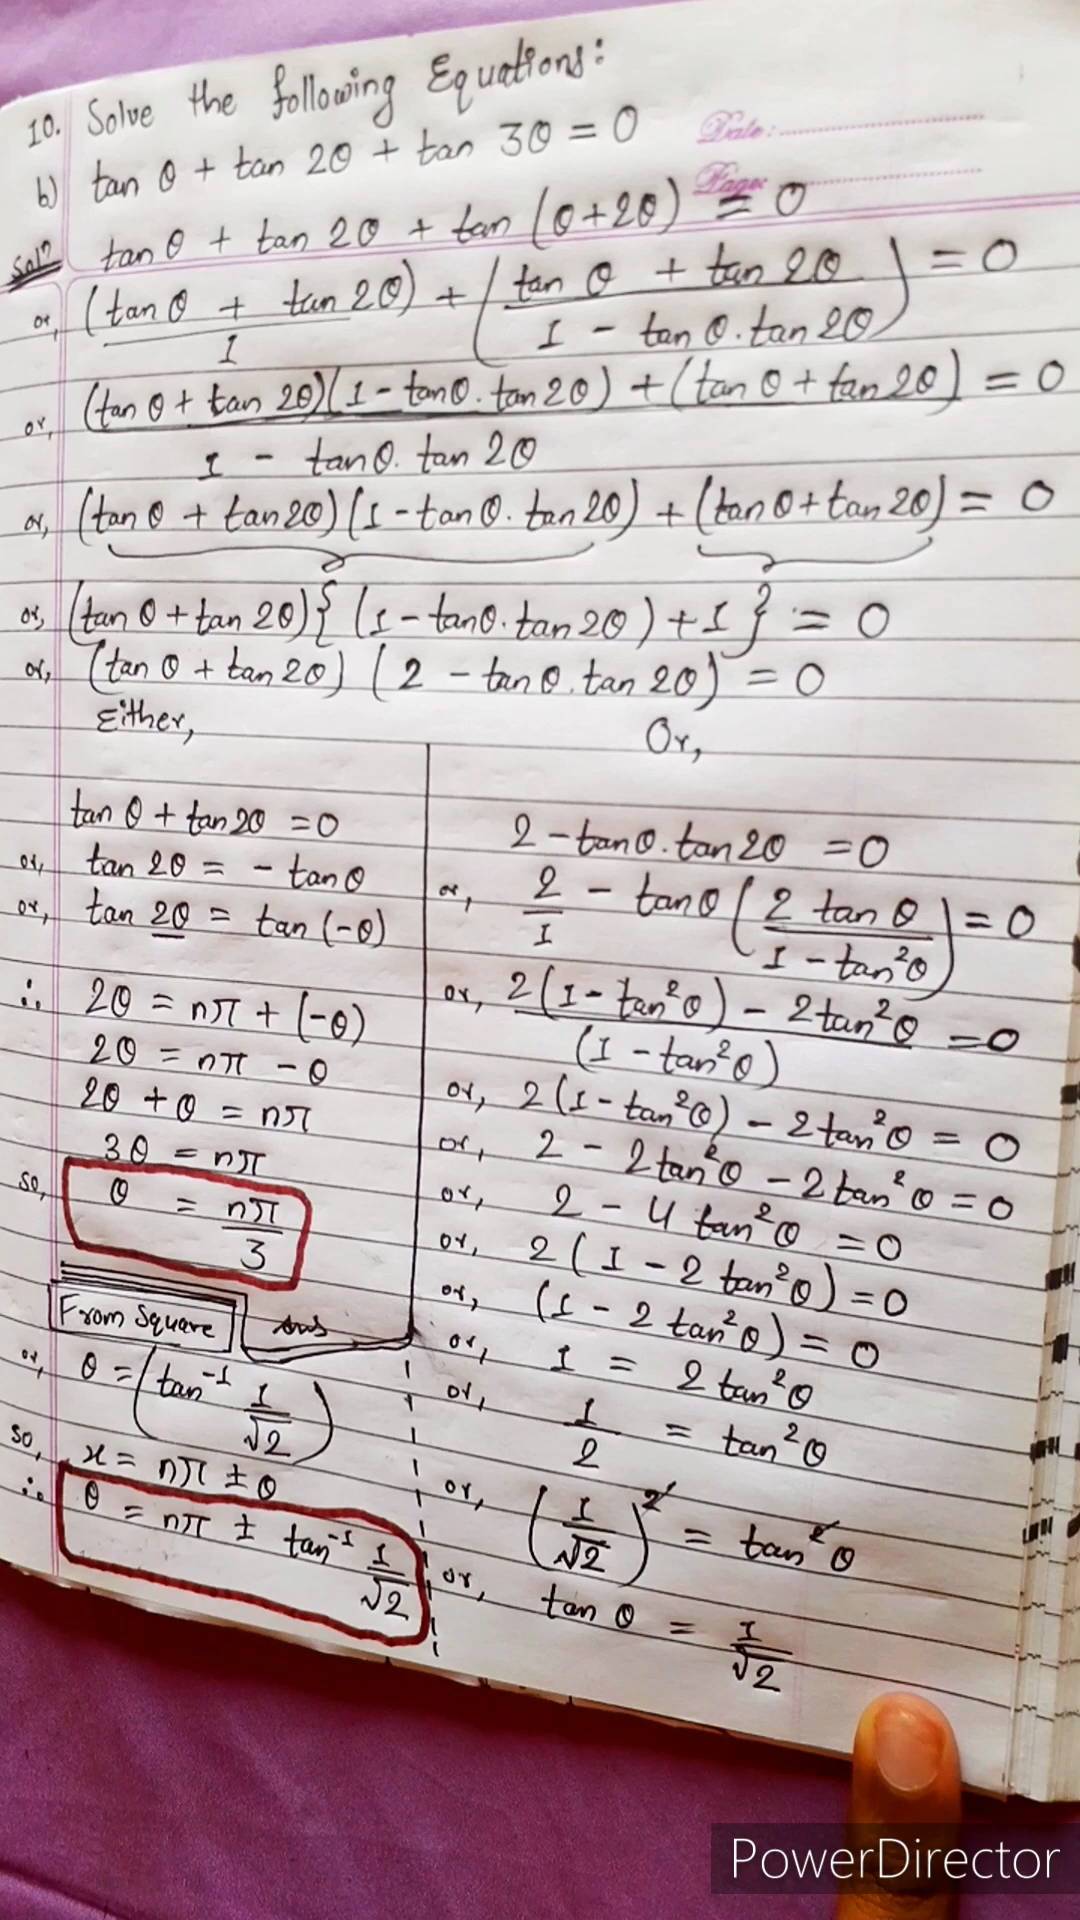 10. Solve the following Equations:
b) tan θ + tan 2θ + tan 3θ = 0
Date:
Page:
Solⁿ tan θ + tan 2θ + tan (θ+2θ) = 0
or, (tan θ + tan 2θ)/1 + ((tan θ + tan 2θ)/(1 - tan θ. tan 2θ)) = 0
or, ((tan θ + tan 2θ)(1 - tan θ. tan 2θ) + (tan θ + tan 2θ))/(1 - tan θ. tan 2θ) = 0
or, (tan θ + tan 2θ)(1 - tan θ. tan 2θ) + (tan θ + tan 2θ) = 0
or, (tan θ + tan 2θ){(1 - tan θ. tan 2θ) + 1} = 0
or, (tan θ + tan 2θ) (2 - tan θ. tan 2θ) = 0
Either,
tan θ + tan 2θ = 0
or, tan 2θ = - tan θ
or, tan 2θ = tan (-θ)
∴ 2θ = nπ + (-θ)
2θ = nπ - θ
2θ + θ = nπ
3θ = nπ
so, θ = nπ/3
Ans
Or,
2 - tan θ. tan 2θ = 0
or, 2/1 - tan θ (2 tan θ/(1 - tan²θ)) = 0
or, (2(1 - tan²θ) - 2tan²θ)/(1 - tan²θ) = 0
or, 2(1 - tan²θ) - 2tan²θ = 0
or, 2 - 2tan²θ - 2tan²θ = 0
or, 2 - 4 tan²θ = 0
or, 2(1 - 2 tan²θ) = 0
or, (1 - 2 tan²θ) = 0
or, 1 = 2 tan²θ
or, 1/2 = tan²θ
or, (1/√2)² = tan²θ
or, tan θ = 1/√2
From Square
or, θ = (tan⁻¹ 1/√2)
so, x = nπ ± θ
∴ θ = nπ ± tan⁻¹ 1/√2
PowerDirector